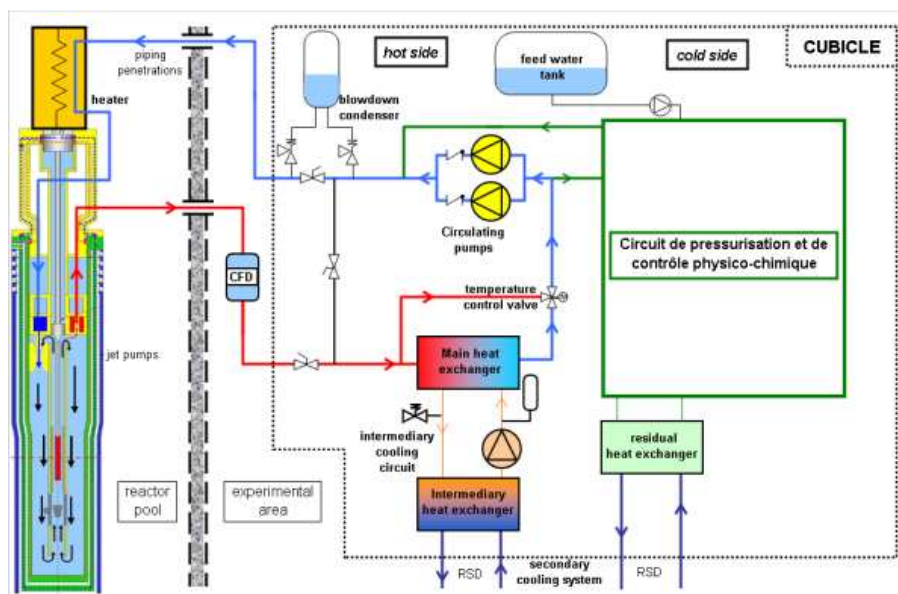 hot side
cold side
CUBICLE
feed water
tank
piping
penetrations
heater
blowdown
condenser
Circulating
pumps
Circuit de pressurisation et de
contrôle physico-chimique
CFD
temperature
control valve
jet pumps
Main heat
exchanger
intermediary
cooling
circuit
residual
heat exchanger
reactor
pool
experimental
area
Intermediary
heat exchanger
RSD
secondary
cooling system
RSD